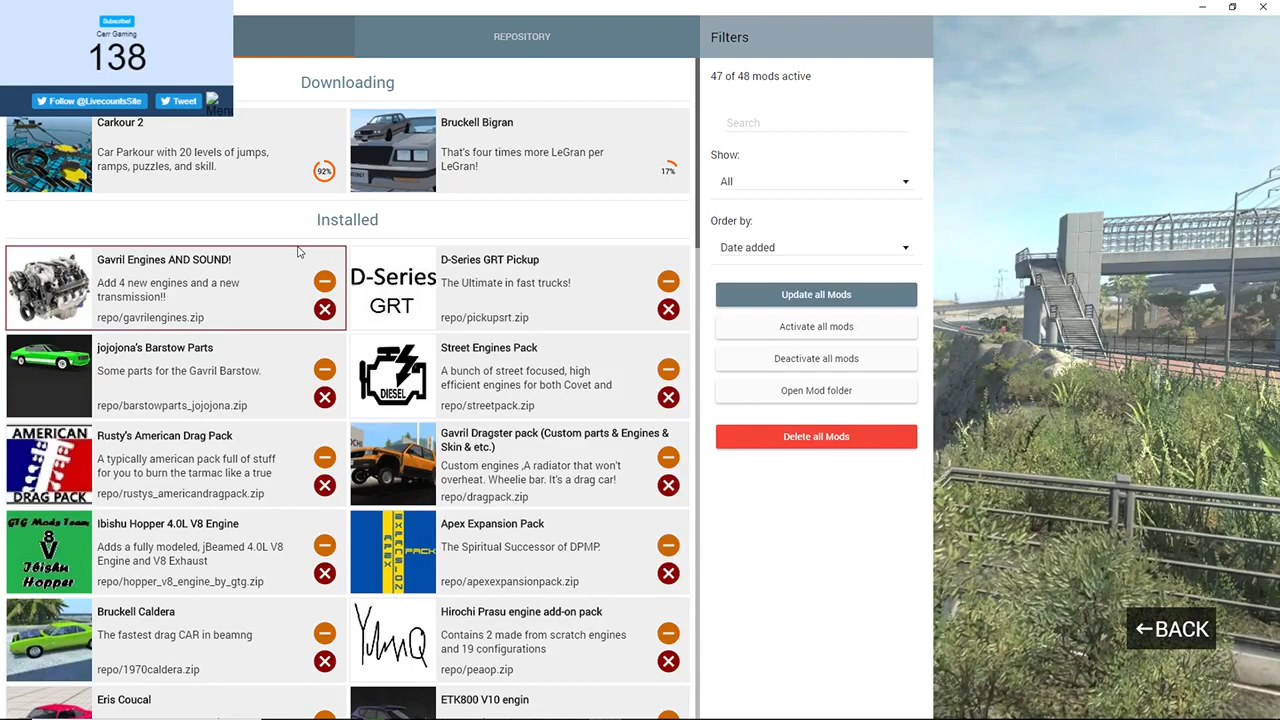 Subscribe!
Carr Gaming
138
Follow @LivecountsSite
Tweet
REPOSITORY
Downloading
Carkour 2
Car Parkour with 20 levels of jumps,
ramps, puzzles, and skill.
92%
Bruckell Bigran
That's four times more LeGran per
LeGran!
17%
Installed
Gavril Engines AND SOUND!
Add 4 new engines and a new
transmission!!
repo/gavrilengines.zip
D-Series
GRT
D-Series GRT Pickup
The Ultimate in fast trucks!
repo/pickupsrt.zip
jojojona's Barstow Parts
Some parts for the Gavril Barstow.
repo/barstowparts_jojojona.zip
DIESEL
Street Engines Pack
A bunch of street focused, high
efficient engines for both Covet and
repo/streetpack.zip
AMERICAN
DRAG PACK
Rusty's American Drag Pack
A typically american pack full of stuff
for you to burn the tarmac like a true
repo/rustys_americandragpack.zip
Gavril Dragster pack (Custom parts & Engines &
Skin & etc.)
Custom engines ,A radiator that won't
overheat. Wheelie bar. It's a drag car!
repo/dragpack.zip
GTG Mods Team
8
V
Ibishu
Hopper
Ibishu Hopper 4.0L V8 Engine
Adds a fully modeled, jBeamed 4.0L V8
Engine and V8 Exhaust
repo/hopper_v8_engine_by_gtg.zip
APEX
EXPANSION
PACK
Apex Expansion Pack
The Spiritual Successor of DPMP.
repo/apexexpansionpack.zip
Bruckell Caldera
The fastest drag CAR in beamng
repo/1970caldera.zip
Hirochi Prasu engine add-on pack
Contains 2 made from scratch engines
and 19 configurations
repo/peaop.zip
Eris Coucal
ETK800 V10 engin
Filters
47 of 48 mods active
Search
Show:
All
Order by:
Date added
Update all Mods
Activate all mods
Deactivate all mods
Open Mod folder
Delete all Mods
←BACK